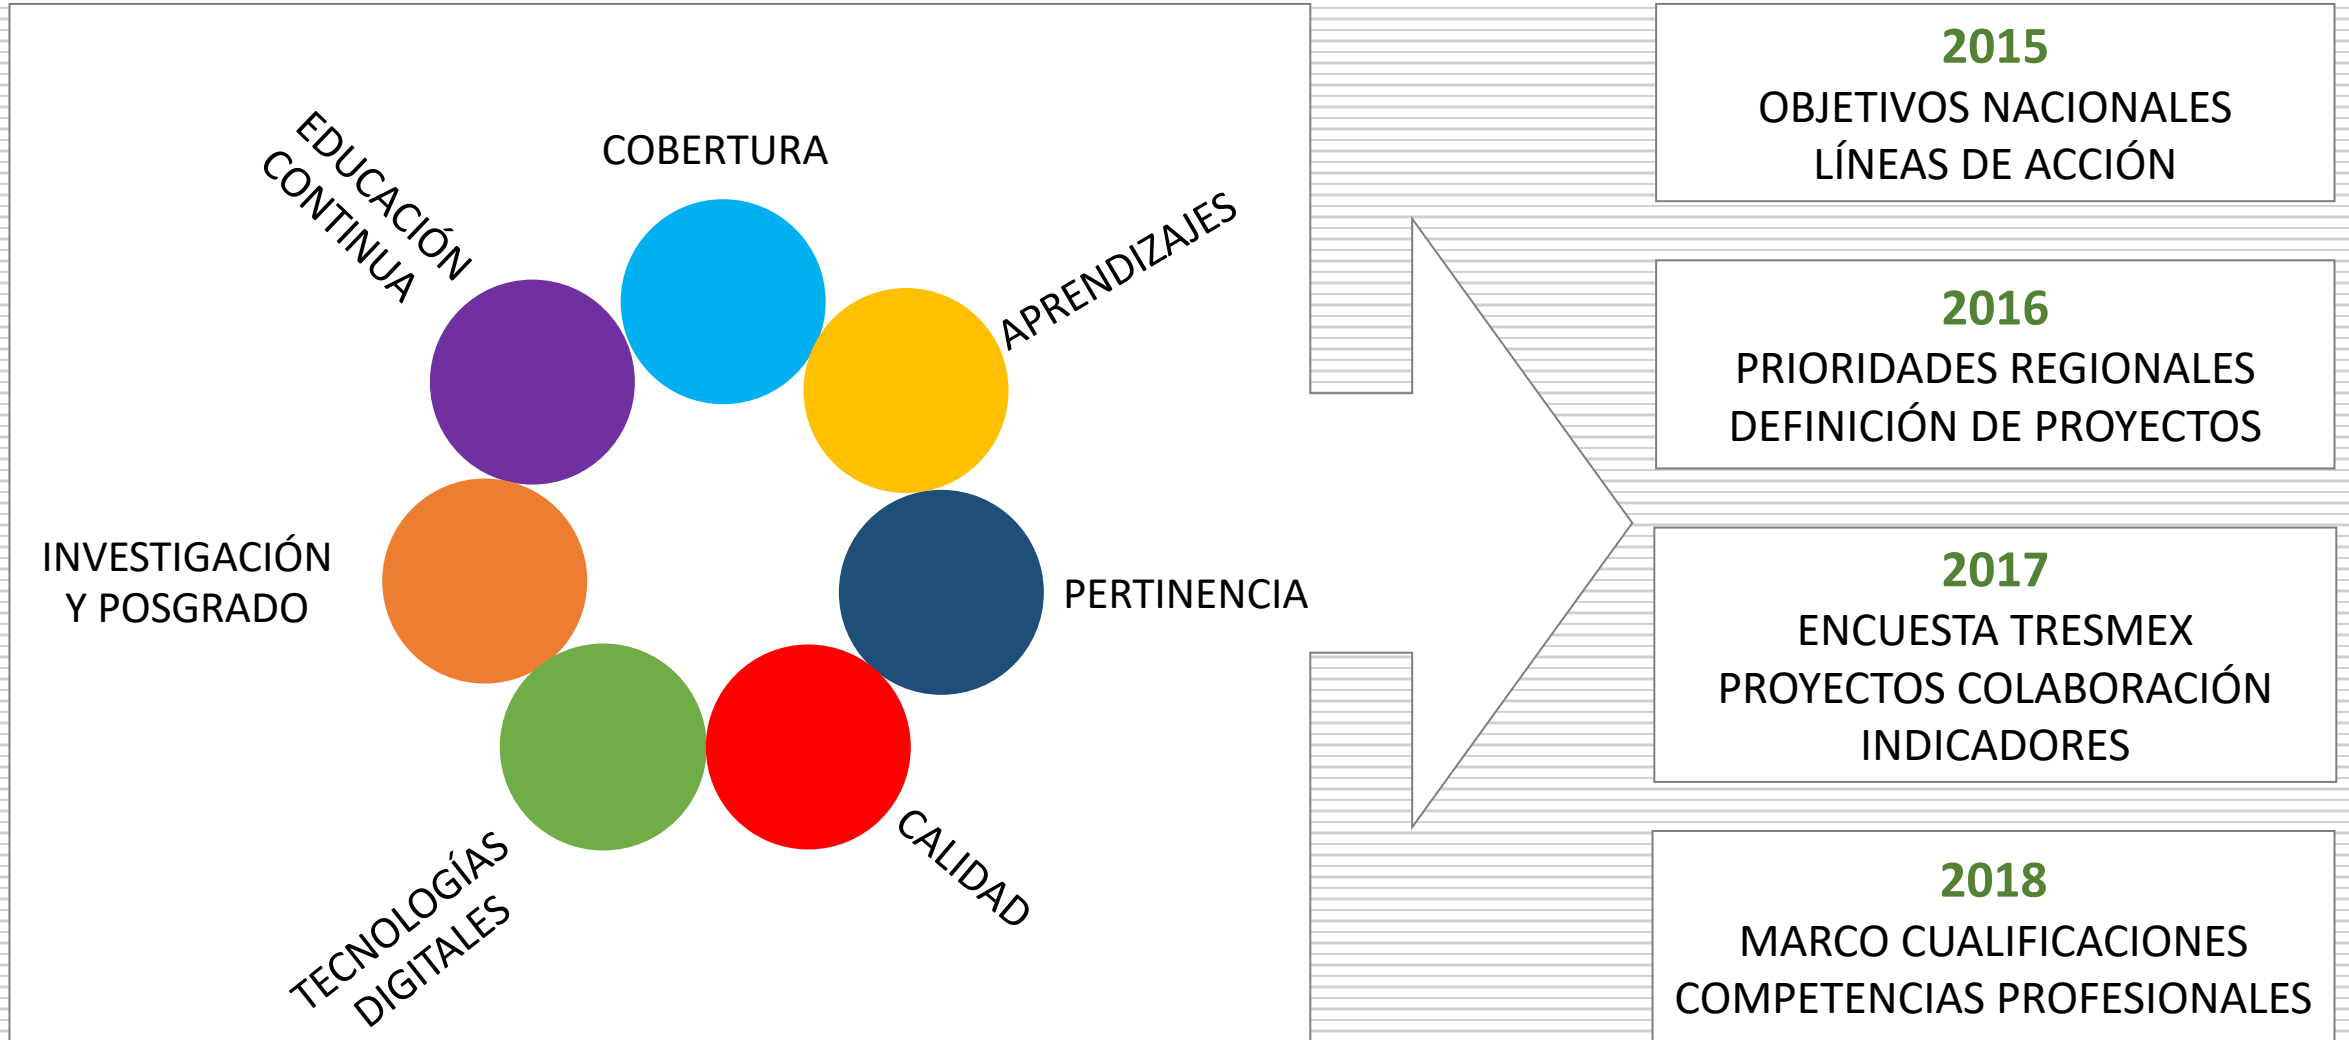 COBERTURA
APRENDIZAJES
PERTINENCIA
CALIDAD
TECNOLOGÍAS
DIGITALES
INVESTIGACIÓN
Y POSGRADO
EDUCACIÓN
CONTINUA
2015
OBJETIVOS NACIONALES
LÍNEAS DE ACCIÓN
2016
PRIORIDADES REGIONALES
DEFINICIÓN DE PROYECTOS
2017
ENCUESTA TRESMEX
PROYECTOS COLABORACIÓN
INDICADORES
2018
MARCO CUALIFICACIONES
COMPETENCIAS PROFESIONALES